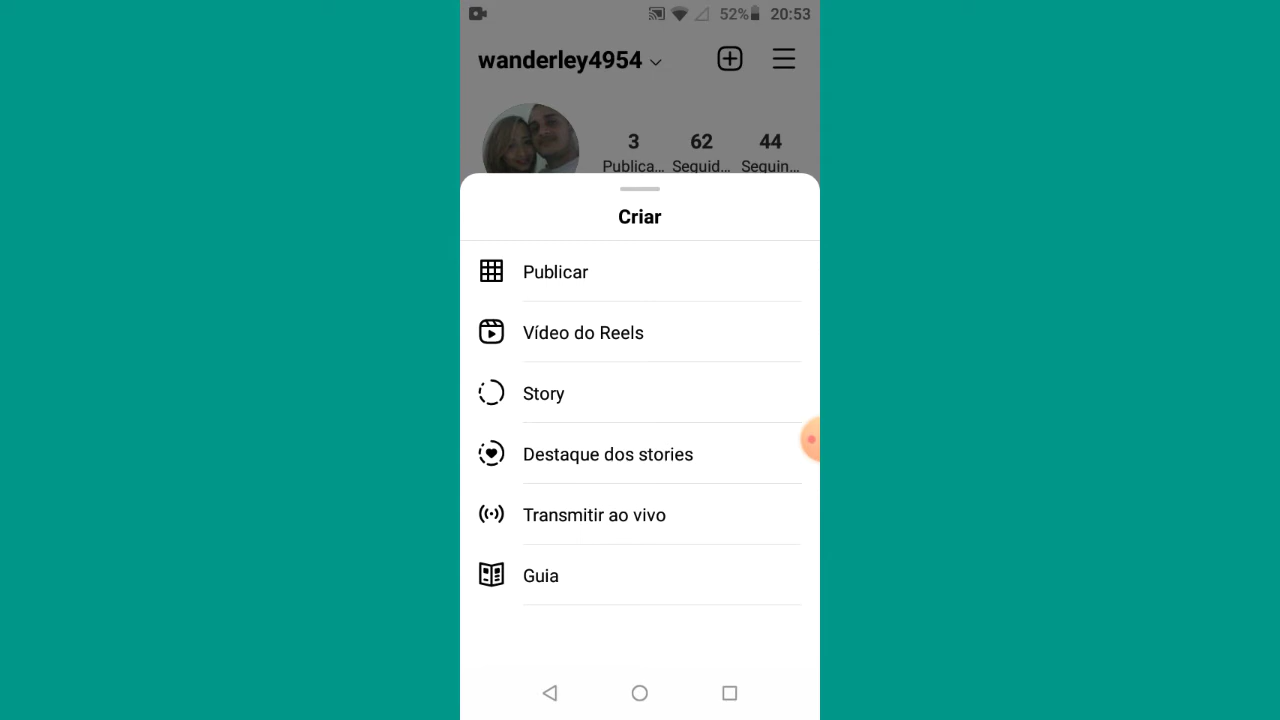 52% 20:53
wanderley4954
3 62 44
Publica... Seguid... Seguin...
Criar
Publicar
Vídeo do Reels
Story
Destaque dos stories
Transmitir ao vivo
Guia